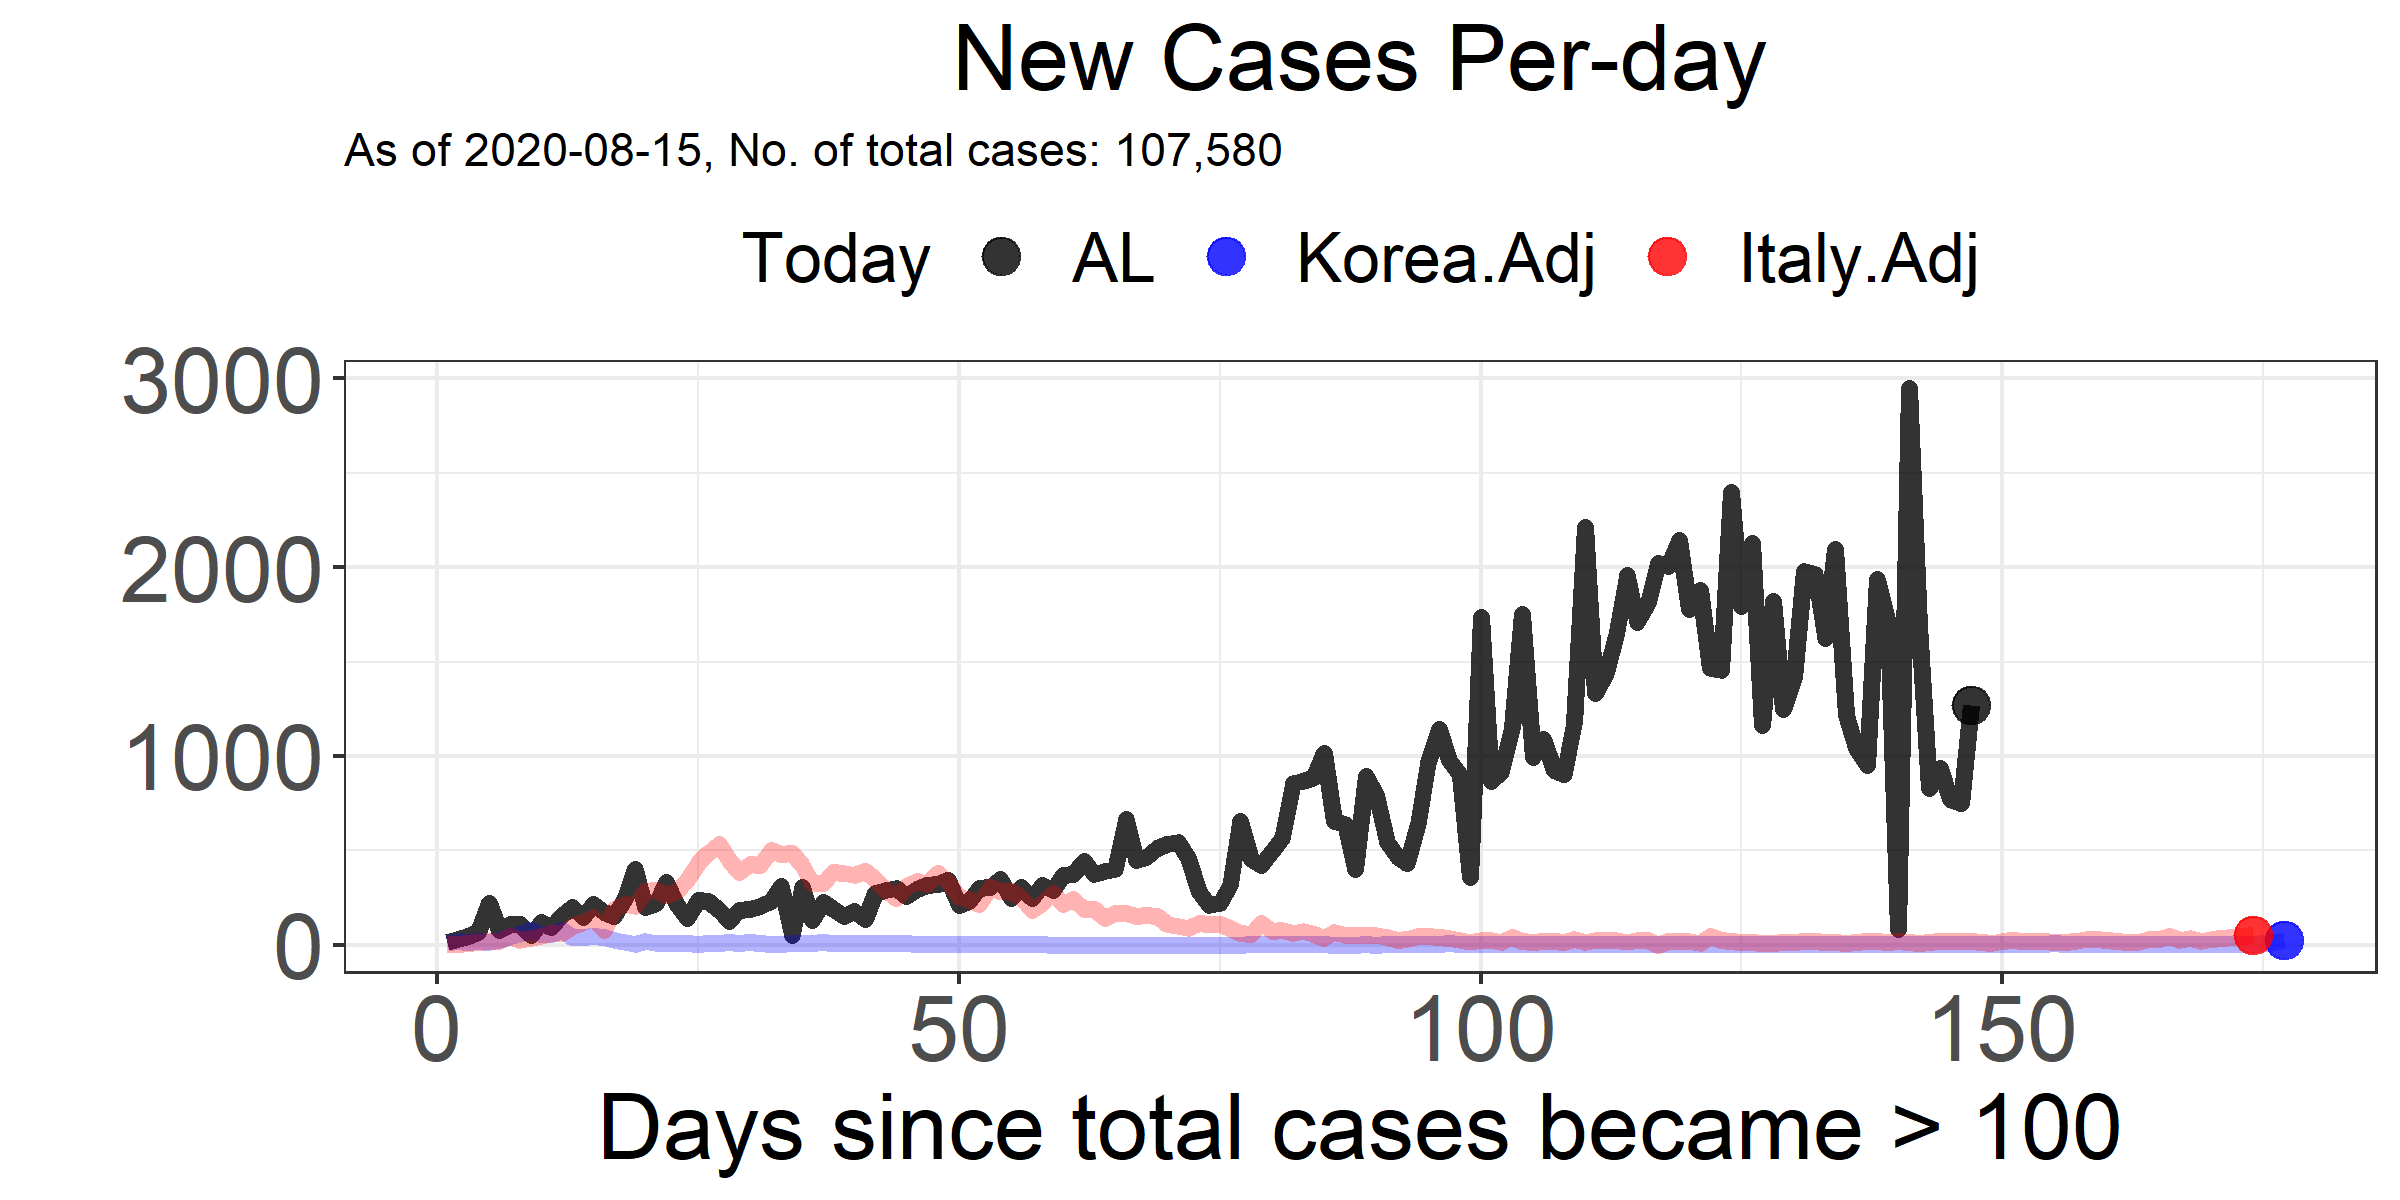 New Cases Per-day
As of 2020-08-15, No. of total cases: 107,580
Today AL Korea.Adj Italy.Adj
3000
2000
1000
0
0 50 100 150
Days since total cases became > 100